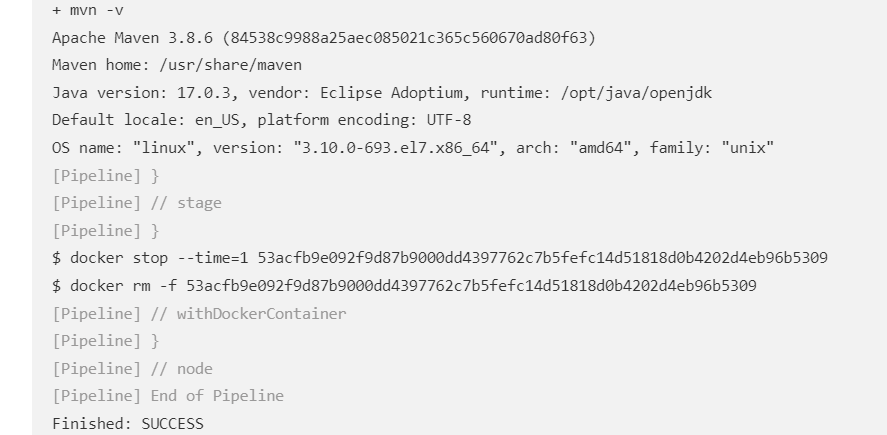 + mvn -v
Apache Maven 3.8.6 (84538c9988a25aec085021c365c560670ad80f63)
Maven home: /usr/share/maven
Java version: 17.0.3, vendor: Eclipse Adoptium, runtime: /opt/java/openjdk
Default locale: en_US, platform encoding: UTF-8
OS name: "linux", version: "3.10.0-693.el7.x86_64", arch: "amd64", family: "unix"
[Pipeline] }
[Pipeline] // stage
[Pipeline] }
$ docker stop --time=1 53acfb9e092f9d87b9000dd4397762c7b5fefc14d51818d0b4202d4eb96b5309
$ docker rm -f 53acfb9e092f9d87b9000dd4397762c7b5fefc14d51818d0b4202d4eb96b5309
[Pipeline] // withDockerContainer
[Pipeline] }
[Pipeline] // node
[Pipeline] End of Pipeline
Finished: SUCCESS